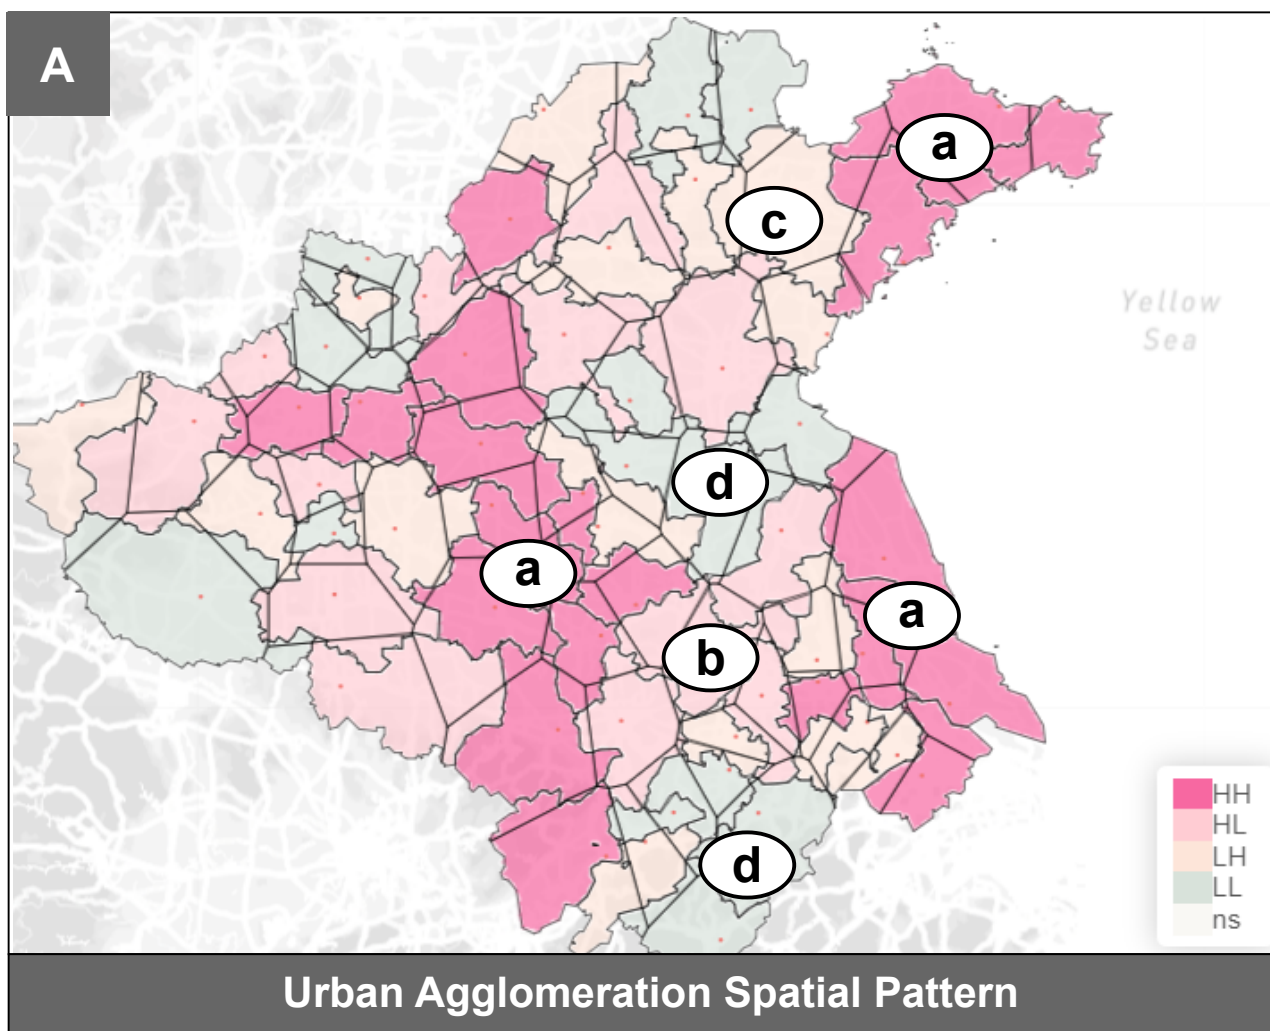 A
a
c
Yellow
Sea
d
a
a
b
d
HH
HL
LH
LL
ns
Urban Agglomeration Spatial Pattern